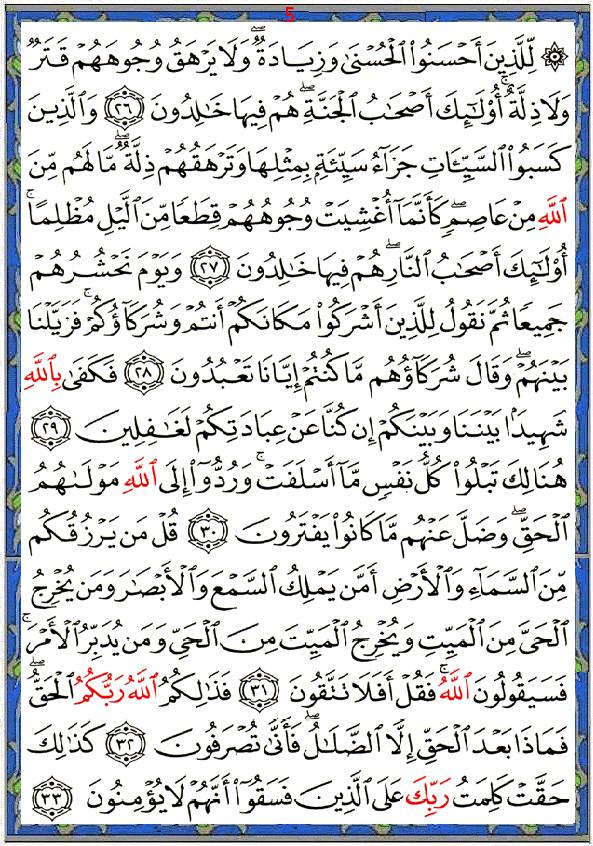 5
۞ لِّلَّذِينَ أَحۡسَنُواْ ٱلۡحُسۡنَىٰ وَزِيَادَةٞۖ وَلَا يَرۡهَقُ وُجُوهَهُمۡ قَتَرٞ
وَلَا ذِلَّةٌۚ أُوْلَٰٓئِكَ أَصۡحَٰبُ ٱلۡجَنَّةِۖ هُمۡ فِيهَا خَٰلِدُونَ ٢٦ وَٱلَّذِينَ
كَسَبُواْ ٱلسَّيِّـَٔاتِ جَزَآءُ سَيِّئَةِۭ بِمِثۡلِهَا وَتَرۡهَقُهُمۡ ذِلَّةٞۖ مَّا لَهُم مِّنَ
ٱللَّهِ مِنۡ عَاصِمٖۖ كَأَنَّمَآ أُغۡشِيَتۡ وُجُوهُهُمۡ قِطَعٗا مِّنَ ٱلَّيۡلِ مُظۡلِمًاۚ
أُوْلَٰٓئِكَ أَصۡحَٰبُ ٱلنَّارِۖ هُمۡ فِيهَا خَٰلِدُونَ ٢٧ وَيَوۡمَ نَحۡشُرُهُمۡ
جَمِيعٗا ثُمَّ نَقُولُ لِلَّذِينَ أَشۡرَكُواْ مَكَانَكُمۡ أَنتُمۡ وَشُرَكَآؤُكُمۡۚ فَزَيَّلۡنَا
بَيۡنَهُمۡۖ وَقَالَ شُرَكَآؤُهُم مَّا كُنتُمۡ إِيَّانَا تَعۡبُدُونَ ٢٨ فَكَفَىٰ بِٱللَّهِ
شَهِيدَۢا بَيۡنَنَا وَبَيۡنَكُمۡ إِن كُنَّا عَنۡ عِبَادَتِكُمۡ لَغَٰفِلِينَ ٢٩
هُنَالِكَ تَبۡلُواْ كُلُّ نَفۡسٖ مَّآ أَسۡلَفَتۡۚ وَرُدُّوٓاْ إِلَى ٱللَّهِ مَوۡلَىٰهُمُ
ٱلۡحَقِّۖ وَضَلَّ عَنۡهُم مَّا كَانُواْ يَفۡتَرُونَ ٣٠ قُلۡ مَن يَرۡزُقُكُم
مِّنَ ٱلسَّمَآءِ وَٱلۡأَرۡضِ أَمَّن يَمۡلِكُ ٱلسَّمۡعَ وَٱلۡأَبۡصَٰرَ وَمَن يُخۡرِجُ
ٱلۡحَيَّ مِنَ ٱلۡمَيِّتِ وَيُخۡرِجُ ٱلۡمَيِّتَ مِنَ ٱلۡحَيِّ وَمَن يُدَبِّرُ ٱلۡأَمۡرَۚ
فَسَيَقُولُونَ ٱللَّهُۚ فَقُلۡ أَفَلَا تَتَّقُونَ ٣١ فَذَٰلِكُمُ ٱللَّهُ رَبُّكُمُ ٱلۡحَقُّۖ
فَمَاذَا بَعۡدَ ٱلۡحَقِّ إِلَّا ٱلضَّلَٰلُۖ فَأَنَّىٰ تُصۡرَفُونَ ٣٢ كَذَٰلِكَ
حَقَّتۡ كَلِمَتُ رَبِّكَ عَلَى ٱلَّذِينَ فَسَقُوٓاْ أَنَّهُمۡ لَا يُؤۡمِنُونَ ٣٣